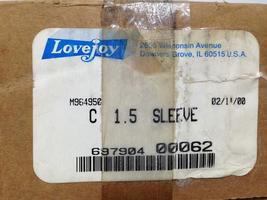 Lovejoy
2655 Wisconsin Avenue
Downers Grove, IL 60515 U.S.A.
M964950
02/11/00
C 1.5 SLEEVE
697904 00062